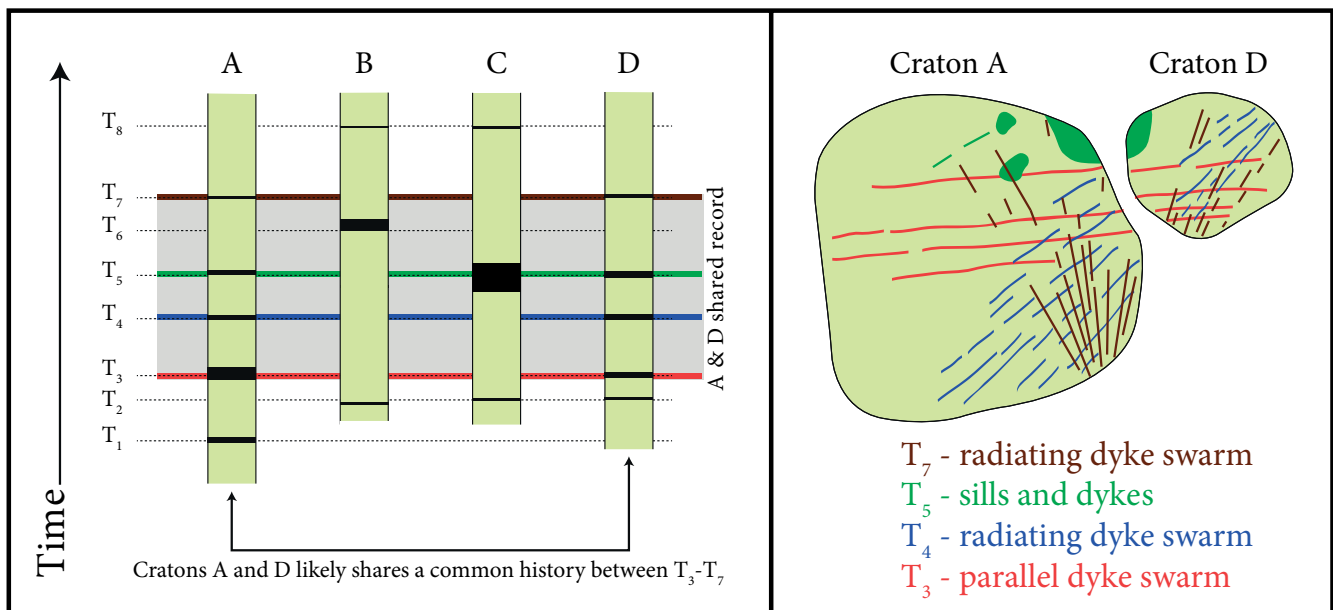 A
B
C
D
T8
T7
T6
T5
T4
T3
T2
T1
Time
A & D shared record
Cratons A and D likely shares a common history between T3-T7
Craton A
Craton D
T7 - radiating dyke swarm
T5 - sills and dykes
T4 - radiating dyke swarm
T3 - parallel dyke swarm